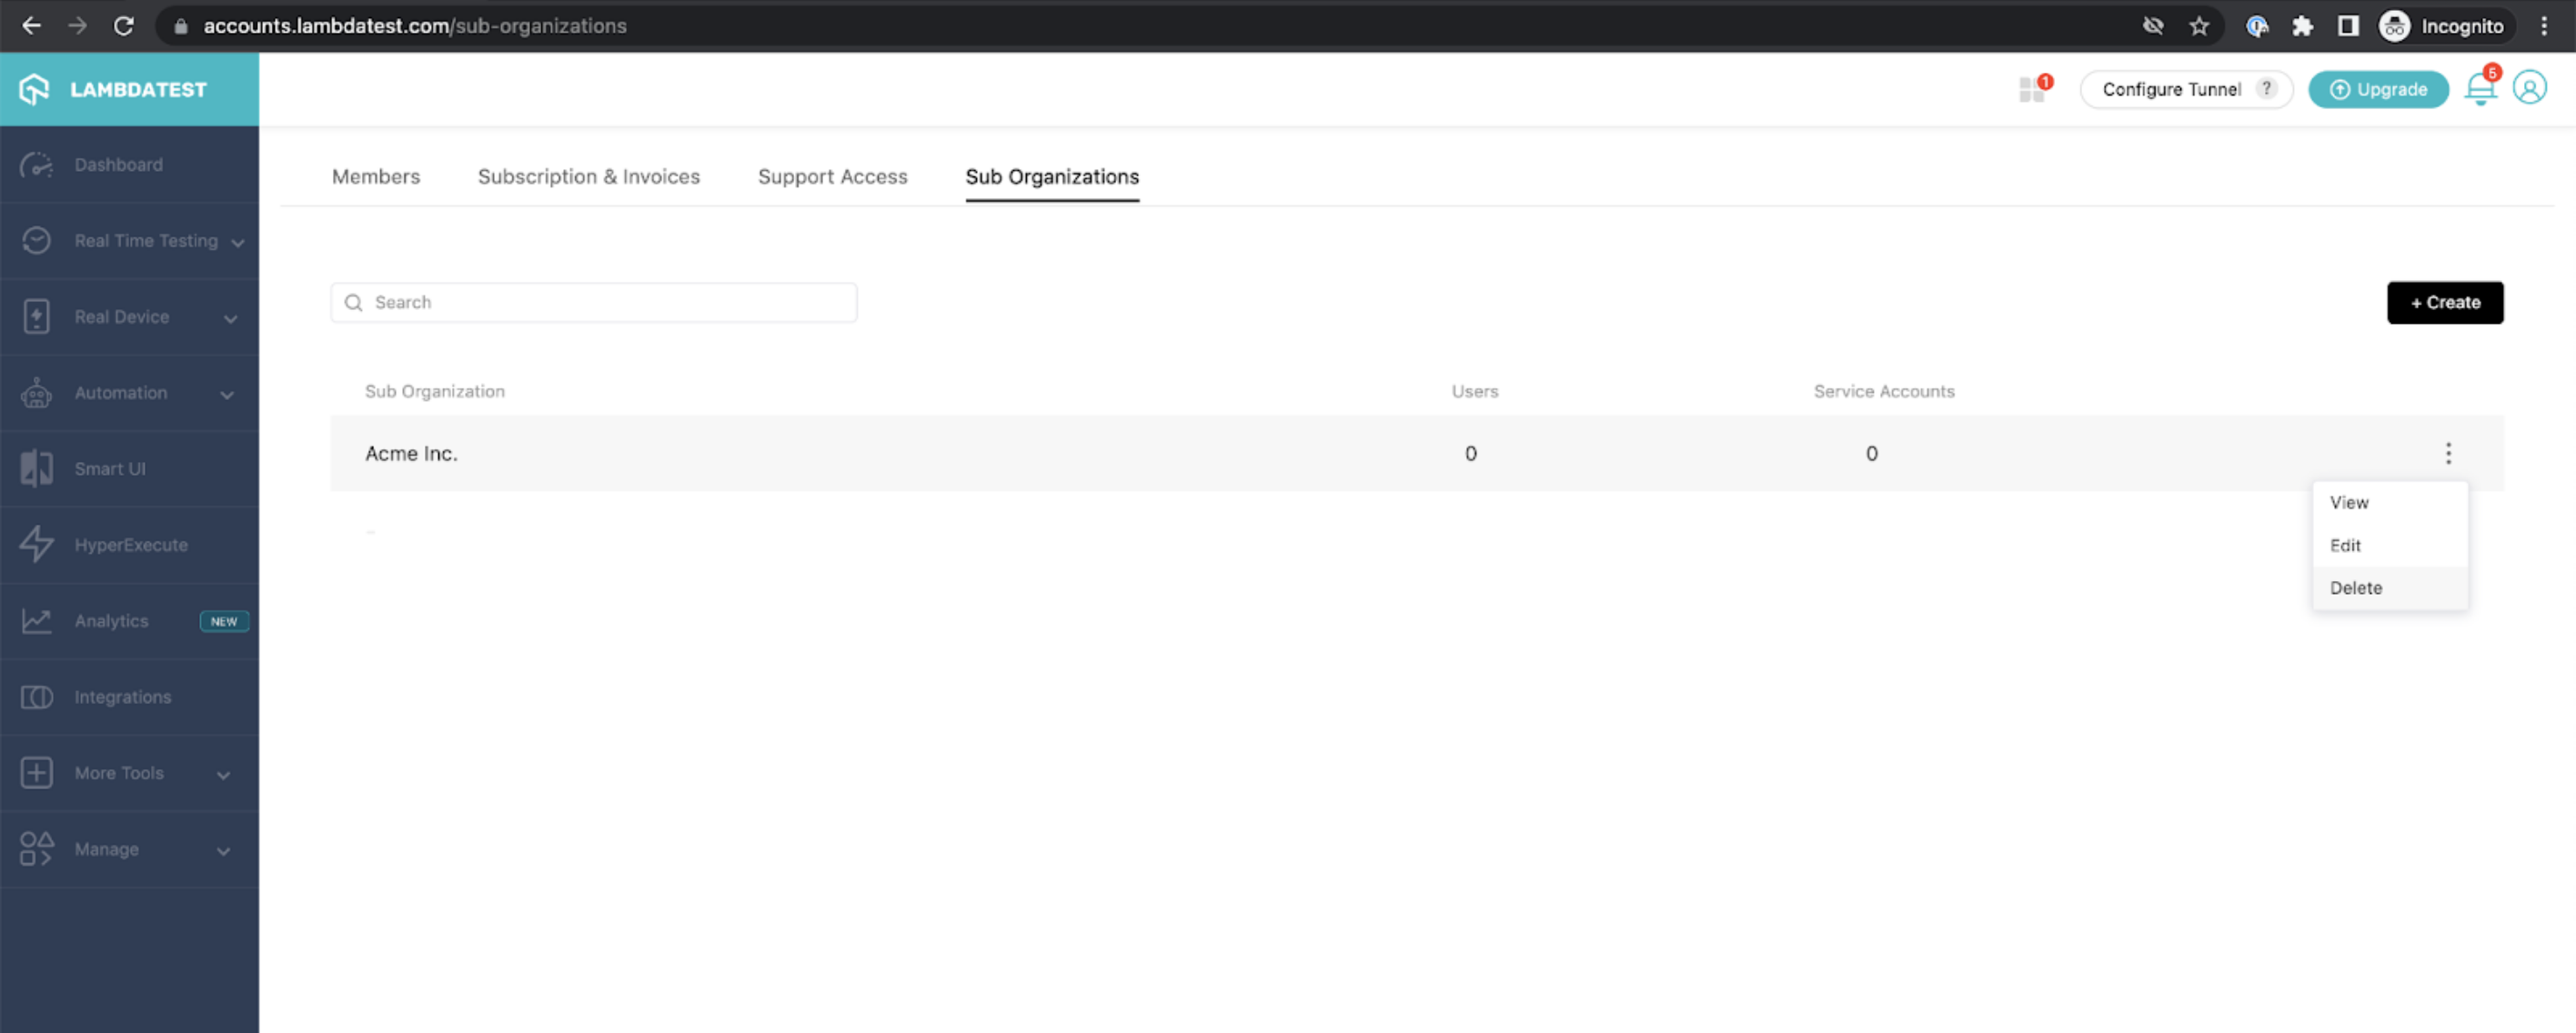 accounts.lambdatest.com/sub-organizations
Incognito
LAMBDATEST
1
Configure Tunnel ?
Upgrade
5
Dashboard
Real Time Testing
Real Device
Automation
Smart UI
HyperExecute
Analytics NEW
Integrations
More Tools
Manage
Members Subscription & Invoices Support Access Sub Organizations
Search
+ Create
Sub Organization Users Service Accounts
Acme Inc. 0 0
View
Edit
Delete